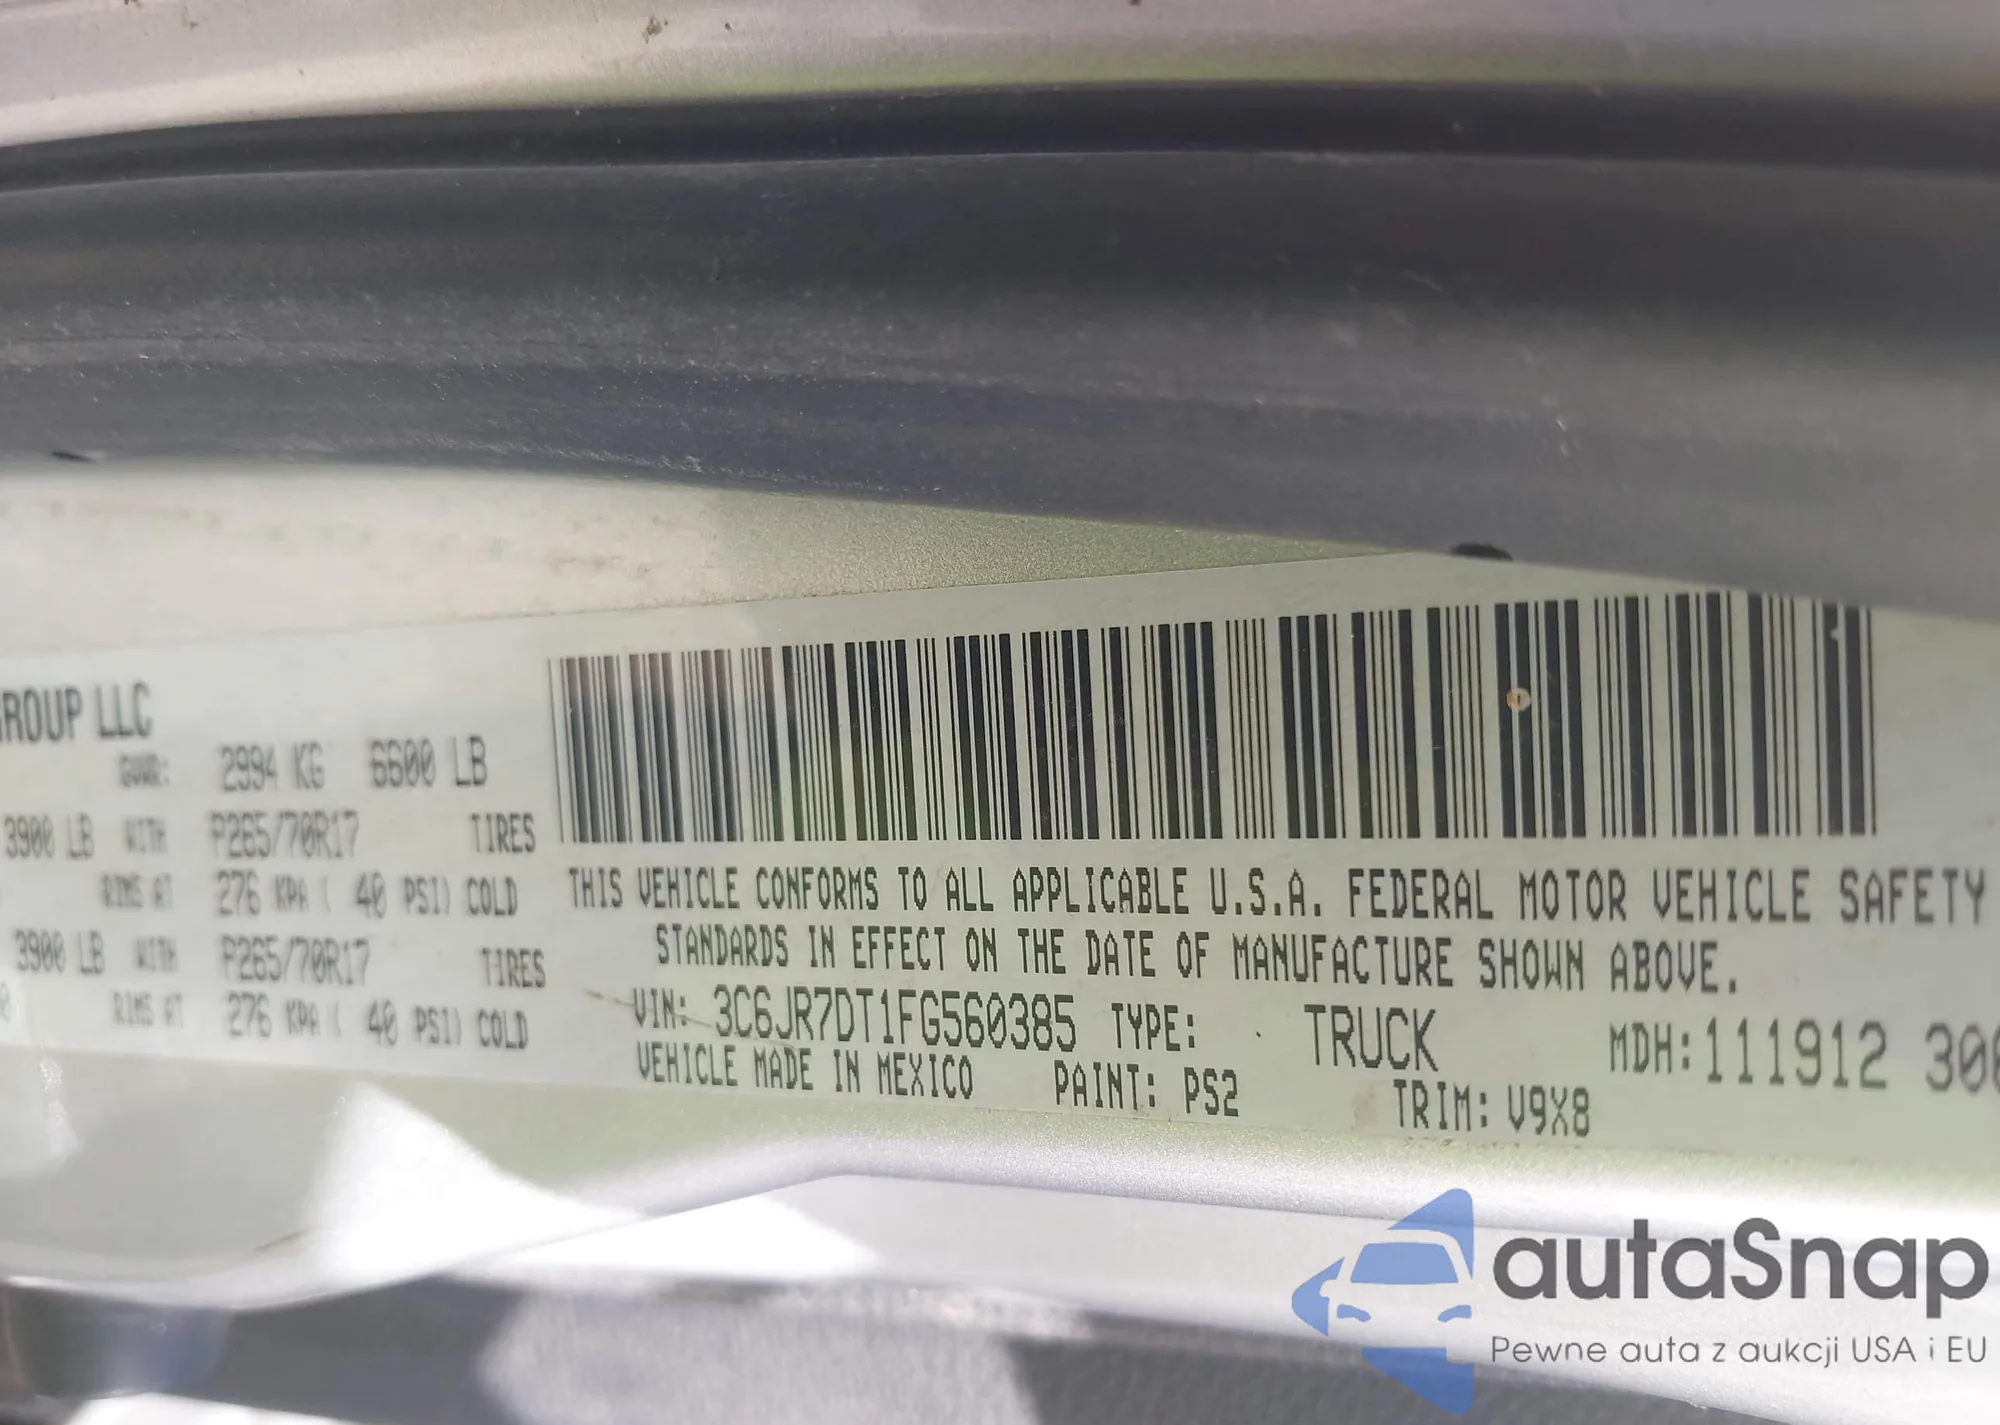 GROUP LLC
GVWR: 2994 KG 6600 LB
3900 LB WITH P265/70R17 TIRES
RIMS AT 276 KPA ( 40 PSI) COLD
3900 LB WITH P265/70R17 TIRES
RIMS AT 276 KPA ( 40 PSI) COLD
THIS VEHICLE CONFORMS TO ALL APPLICABLE U.S.A. FEDERAL MOTOR VEHICLE SAFETY
STANDARDS IN EFFECT ON THE DATE OF MANUFACTURE SHOWN ABOVE.
VIN: 3C6JR7DT1FG560385 TYPE: TRUCK MDH: 111912 30
VEHICLE MADE IN MEXICO PAINT: PS2 TRIM: V9X8
autaSnap
Pewne auta z aukcji USA i EU